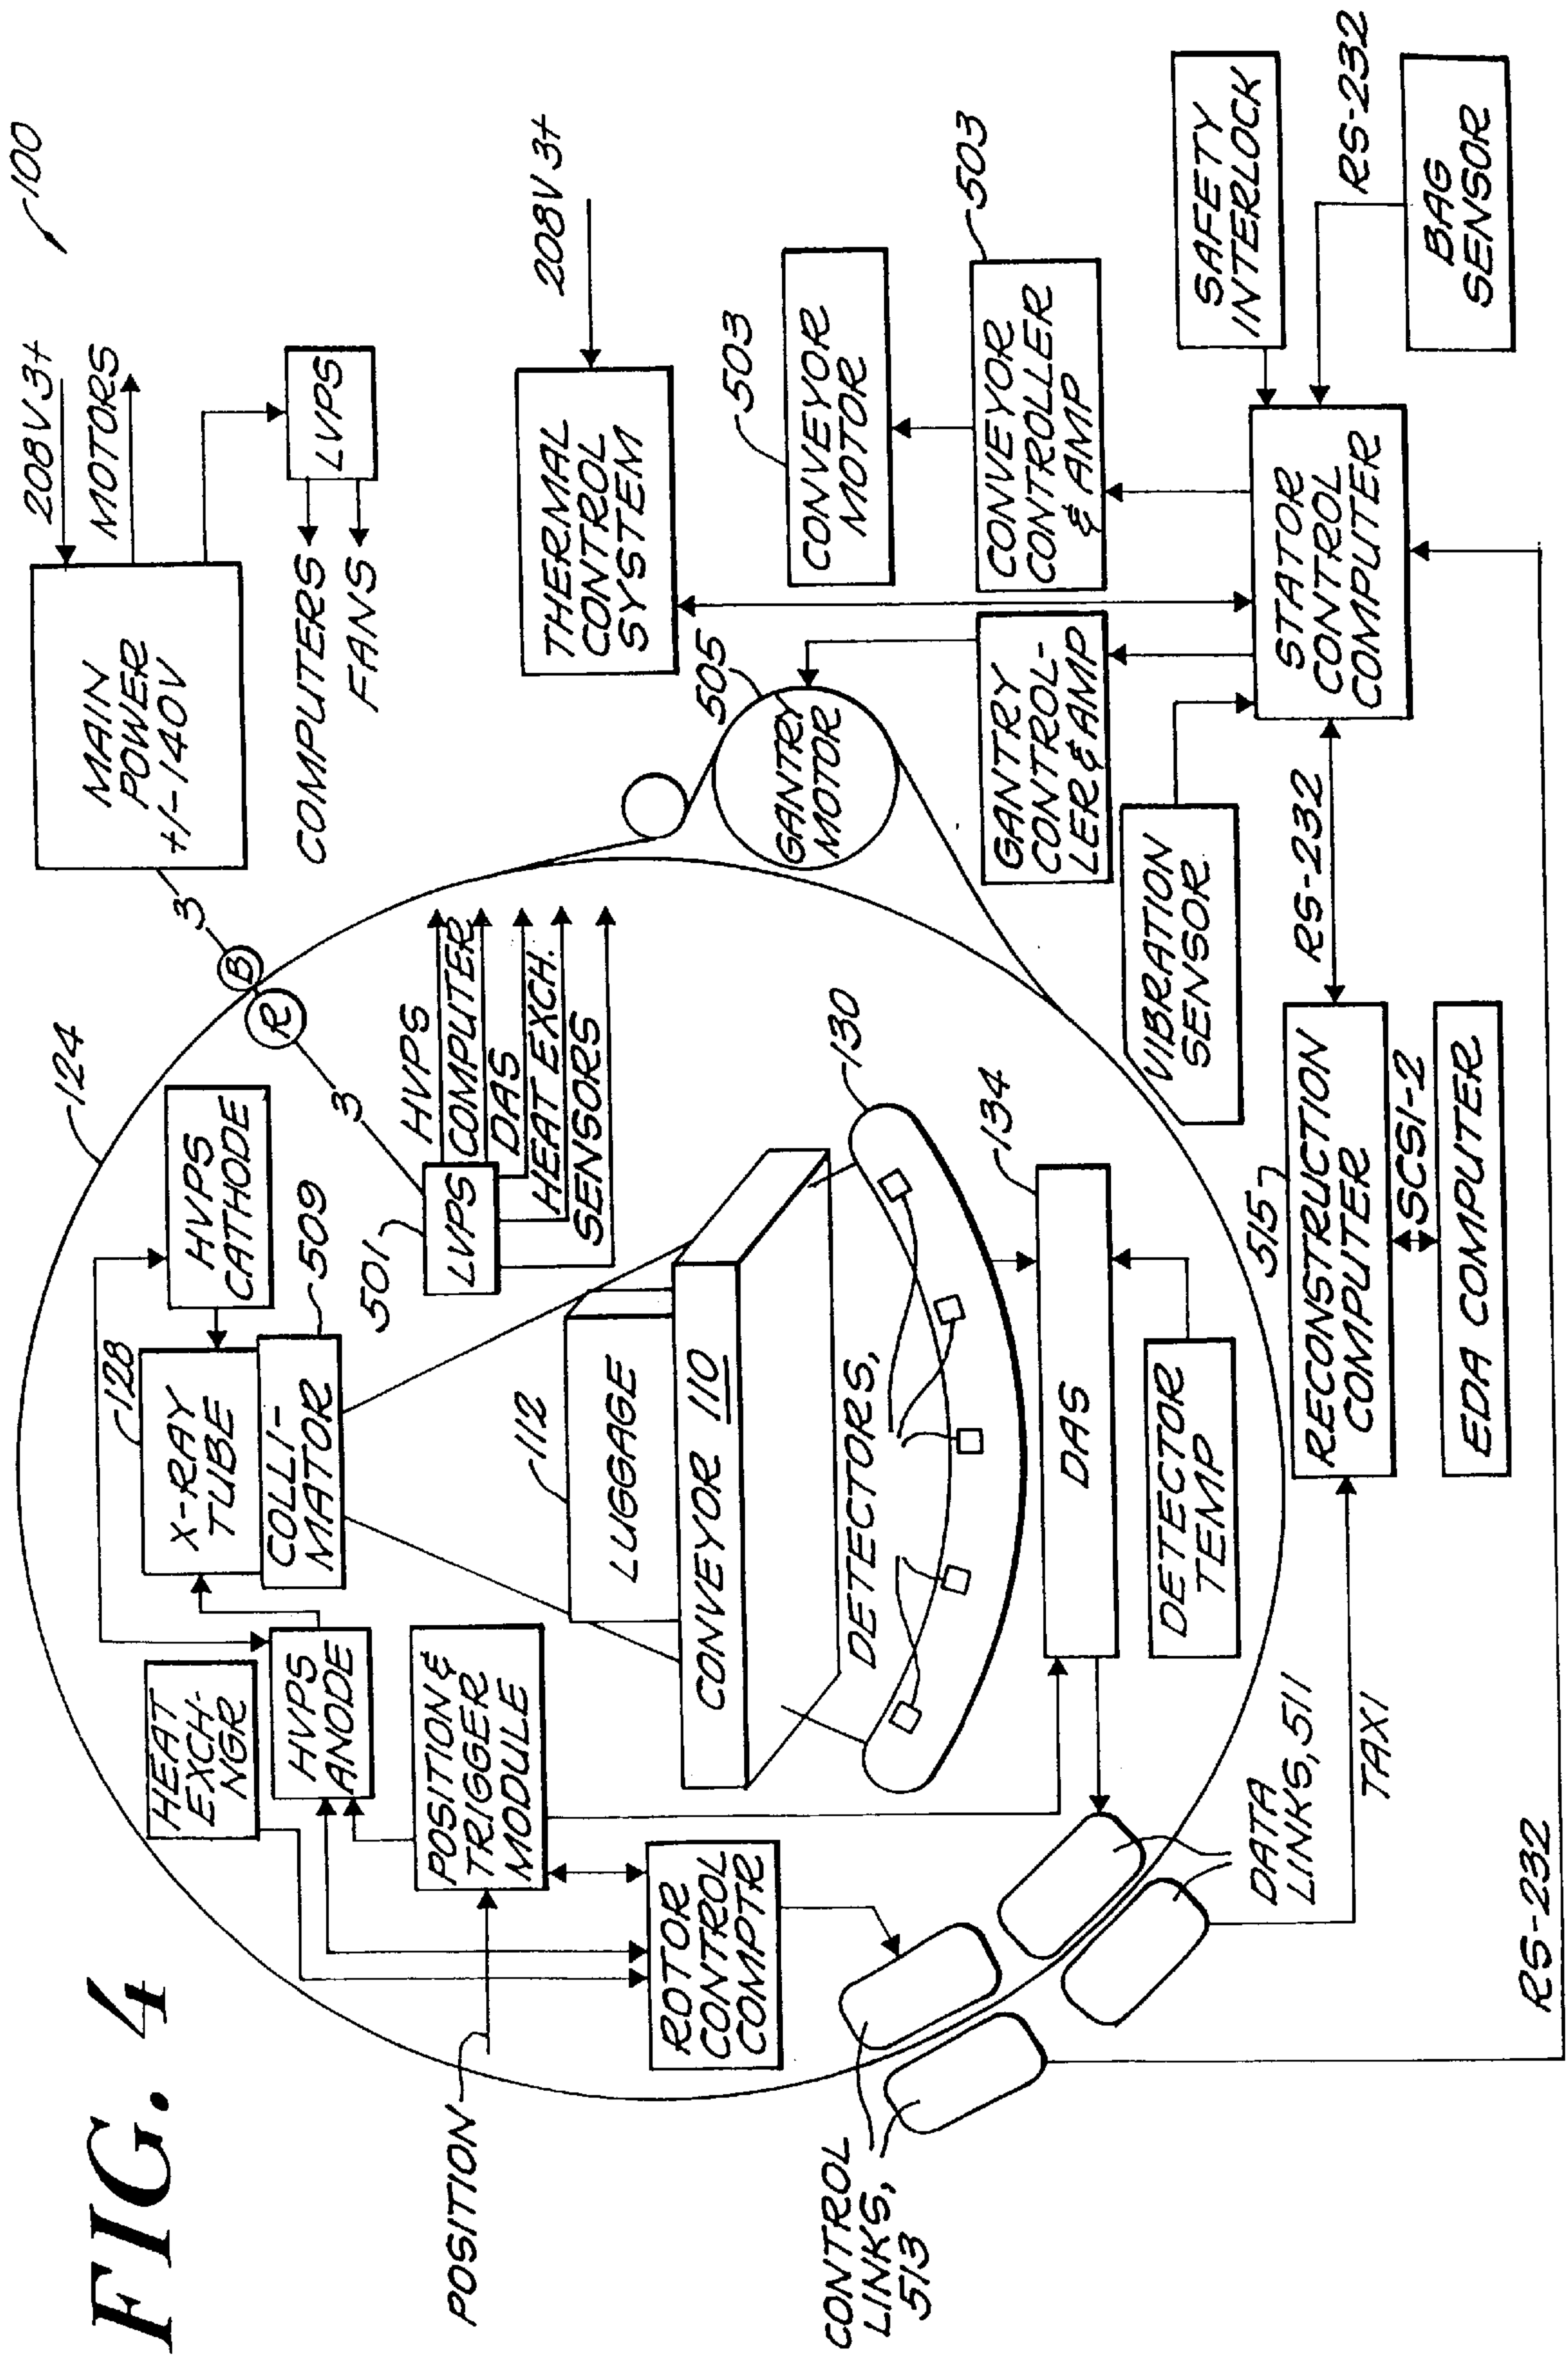 FIG. 4
100
124
208V 3+
MAIN
POWER
+/-140V
MOTORS
LVPS
COMPUTERS
FANS
3
B
R
3
HEAT
EXCH-
NGR
HVPS
ANODE
128
X-RAY
TUBE
COLLI-
MATOR
HVPS
CATHODE
509
501
LVPS
HVPS
COMPUTER
DAS
HEAT EXCH.
SENSORS
POSITION
POSITION &
TRIGGER
MODULE
ROTOR
CONTROL
COMPTR
112
LUGGAGE
CONVEYOR 110
DETECTORS,
130
134
DAS
DETECTOR
TEMP
CONTROL
LINKS,
513
DATA
LINKS, 511
TAXI
208V 3+
THERMAL
CONTROL
SYSTEM
505
GANTRY
MOTOR
503
CONVEYOR
MOTOR
503
CONVEYOR
CONTROLLER
& AMP
GANTRY
CONTROL-
LER & AMP
VIBRATION
SENSOR
SAFETY
INTERLOCK
RS-232
BAG
SENSOR
STATOR
CONTROL
COMPUTER
RS-232
515
RECONSTRUCTION
COMPUTER
SCSI-2
EDA COMPUTER
RS-232